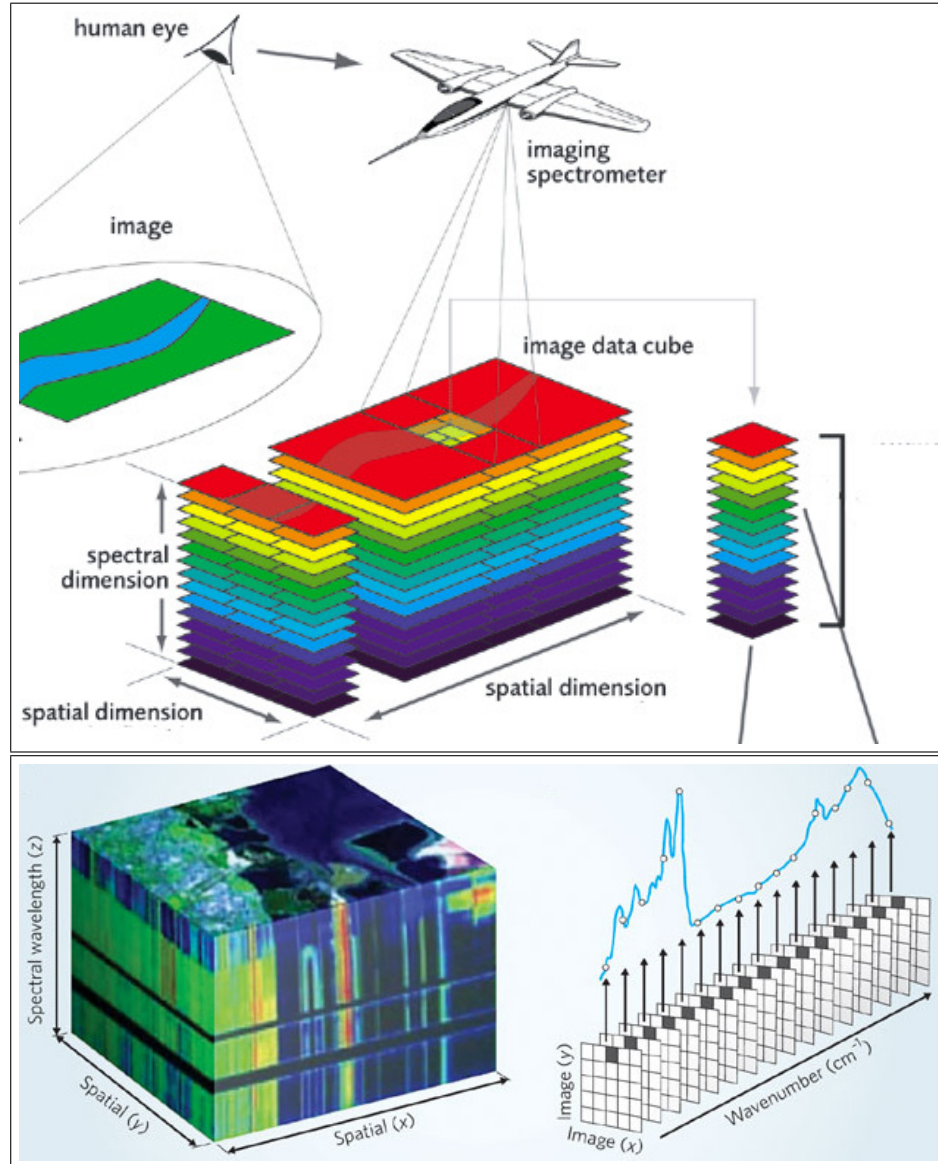 human eye
imaging
spectrometer
image
image data cube
spectral
dimension
spatial dimension
spatial dimension
Spectral wavelength (z)
Spatial (y)
Spatial (x)
Image (y)
Image (x)
Wavenumber (cm⁻¹)